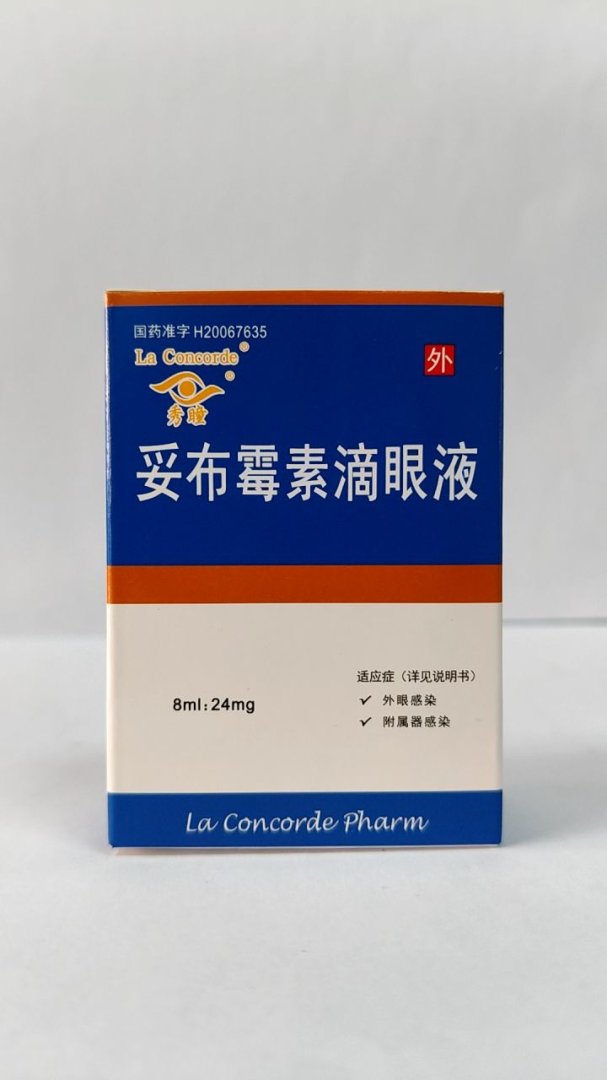 国药准字 H20067635
La Concorde®
外
®
秀瞳
妥布霉素滴眼液
适应症（详见说明书）
8ml:24mg
✓ 外眼感染
✓ 附属器感染
La Concorde Pharm